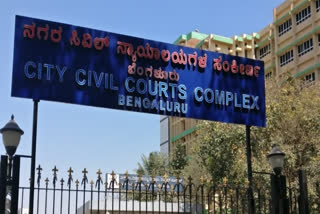 ನಗರ ಸಿವಿಲ್ ನ್ಯಾಯಾಲಯಗಳ ಸಂಕೀರ್ಣ
ಬೆಂಗಳೂರು
CITY CIVIL COURTS COMPLEX
BENGALURU